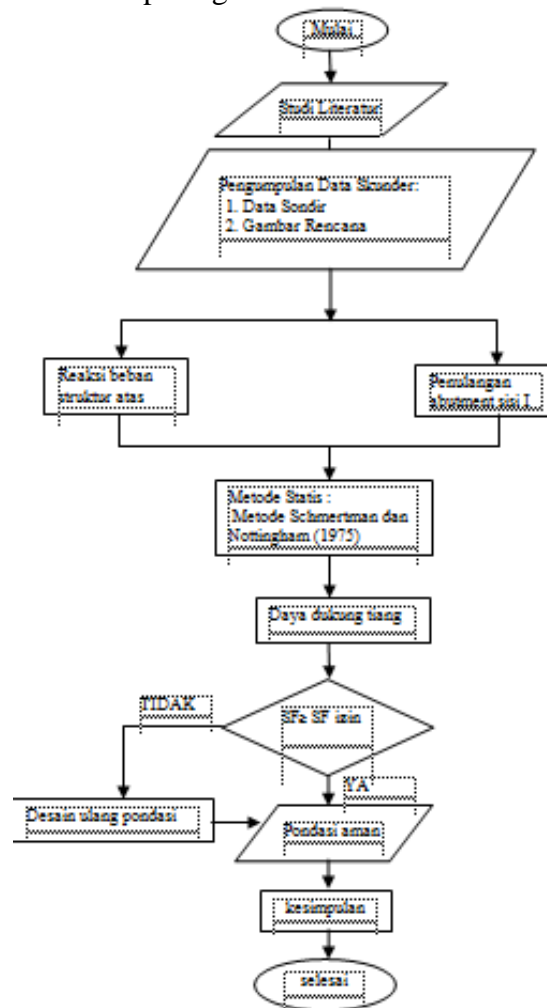 Mulai
Studi Literatur
Pengumpulan Data Skunder:
1. Data Sondir
2. Gambar Rencana
Reaksi beban
struktur atas
Penulangan
abutment sisi I
Metode Statis :
Metode Schmertman dan
Nottingham (1975)
Daya dukung tiang
TIDAK
SF≥ SF izin
YA
Desain ulang pondasi
Pondasi aman
kesimpulan
selesai